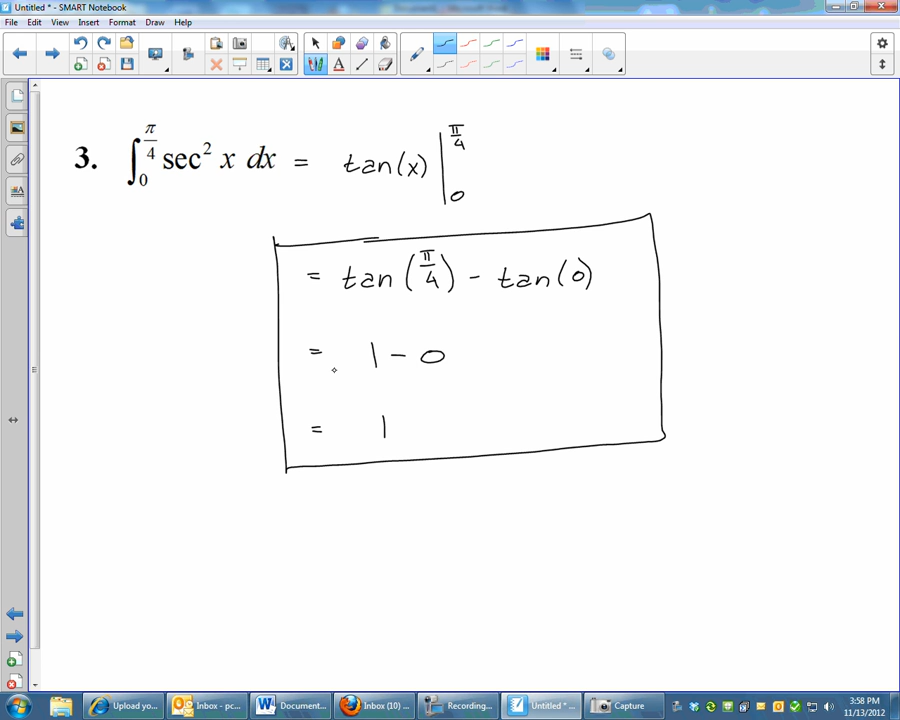 Untitled * - SMART Notebook
File Edit View Insert Format Draw Help
3. ∫₀^(π/4) sec² x dx = tan(x) |₀^(π/4)
= tan(π/4) - tan(0)
= 1 - 0
= 1
Upload yo... Inbox - pc... Document... Inbox (10) ... Recording... Untitled * ... Capture
3:58 PM
11/13/2012